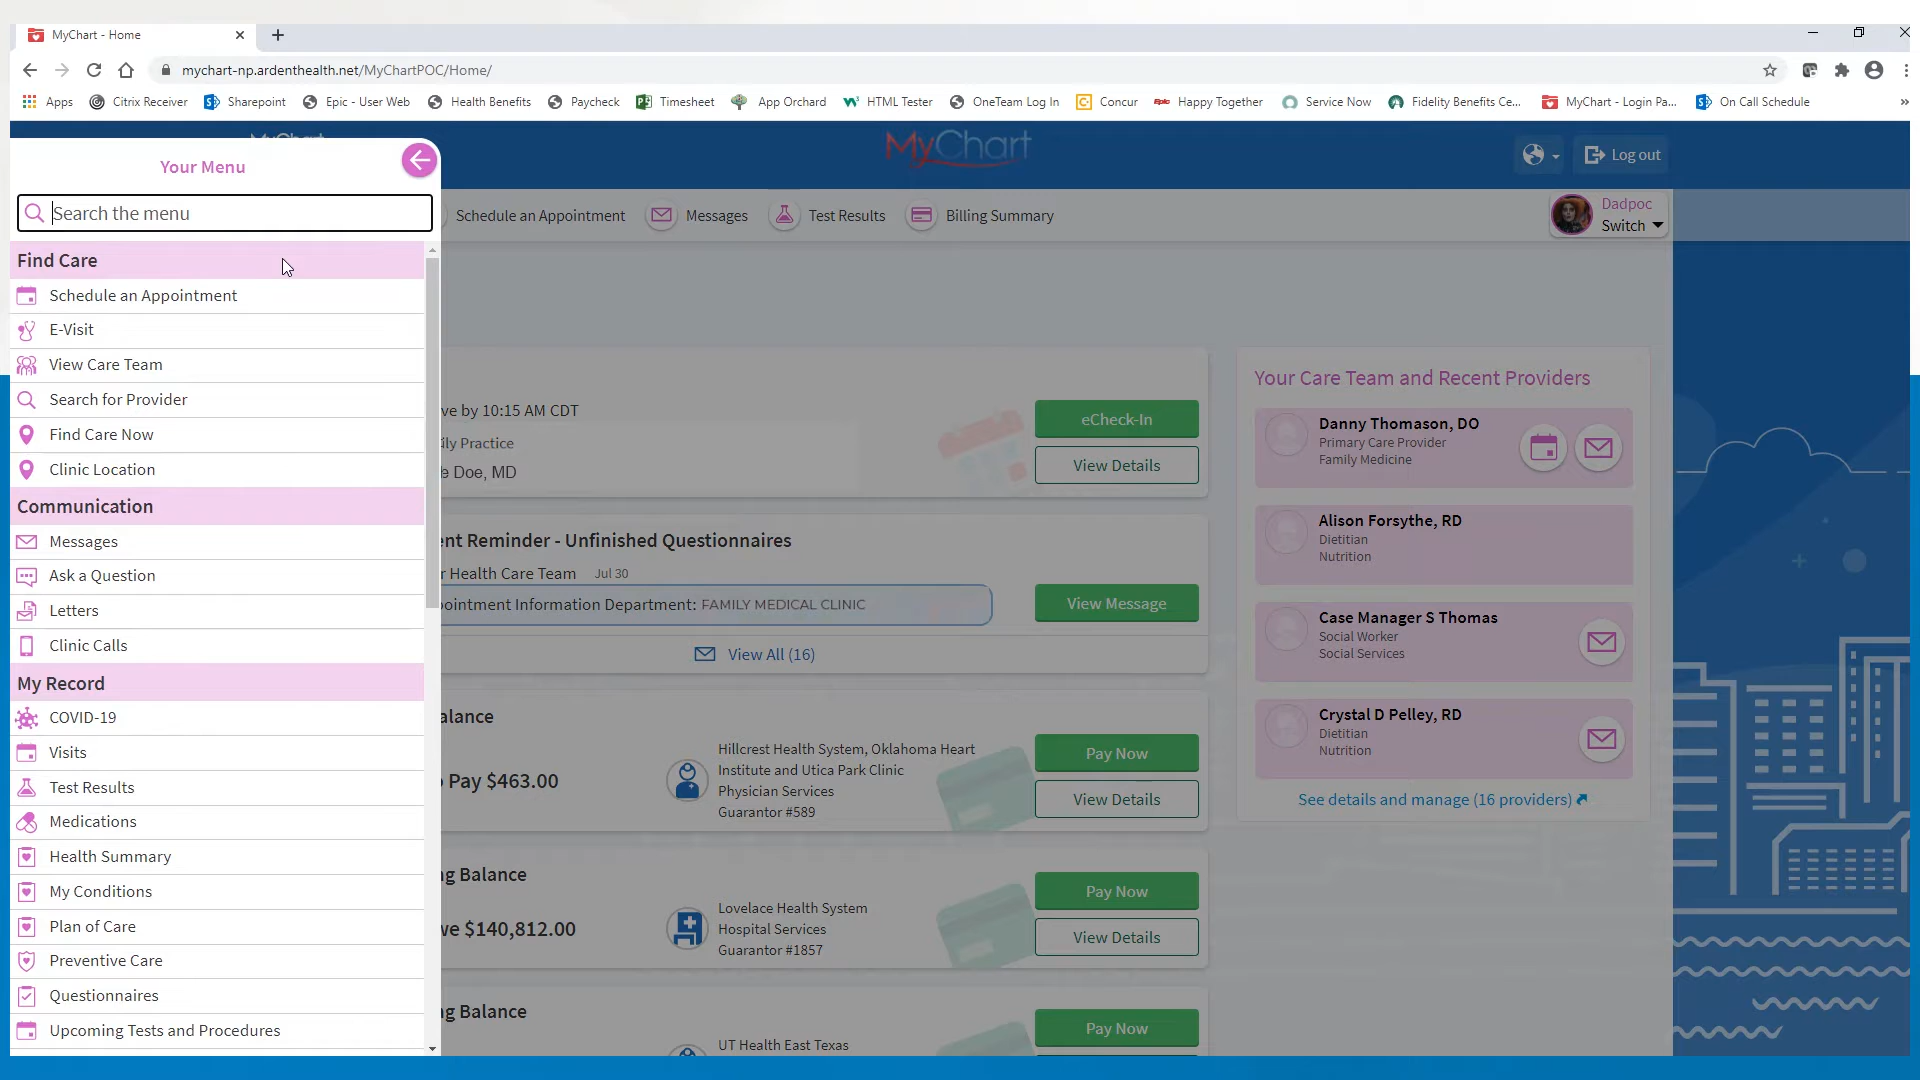 MyChart - Home
mychart-np.ardenthealth.net/MyChartPOC/Home/
Apps
Citrix Receiver
Sharepoint
Epic - User Web
Health Benefits
Paycheck
Timesheet
App Orchard
HTML Tester
OneTeam Log In
Concur
Happy Together
Service Now
Fidelity Benefits Ce...
MyChart - Login Pa...
On Call Schedule
MyChart
Log out
Your Menu
Search the menu
Schedule an Appointment
Messages
Test Results
Billing Summary
Dadpoc
Switch
Find Care
Schedule an Appointment
E-Visit
View Care Team
Search for Provider
Find Care Now
Clinic Location
Communication
Messages
Ask a Question
Letters
Clinic Calls
My Record
COVID-19
Visits
Test Results
Medications
Health Summary
My Conditions
Plan of Care
Preventive Care
Questionnaires
Upcoming Tests and Procedures
ve by 10:15 AM CDT
ily Practice
e Doe, MD
eCheck-In
View Details
ent Reminder - Unfinished Questionnaires
r Health Care Team Jul 30
ointment Information Department: FAMILY MEDICAL CLINIC
View Message
View All (16)
alance
Pay $463.00
Hillcrest Health System, Oklahoma Heart
Institute and Utica Park Clinic
Physician Services
Guarantor #589
Pay Now
View Details
ng Balance
we $140,812.00
Lovelace Health System
Hospital Services
Guarantor #1857
Pay Now
View Details
ng Balance
UT Health East Texas
Pay Now
Your Care Team and Recent Providers
Danny Thomason, DO
Primary Care Provider
Family Medicine
Alison Forsythe, RD
Dietitian
Nutrition
Case Manager S Thomas
Social Worker
Social Services
Crystal D Pelley, RD
Dietitian
Nutrition
See details and manage (16 providers)